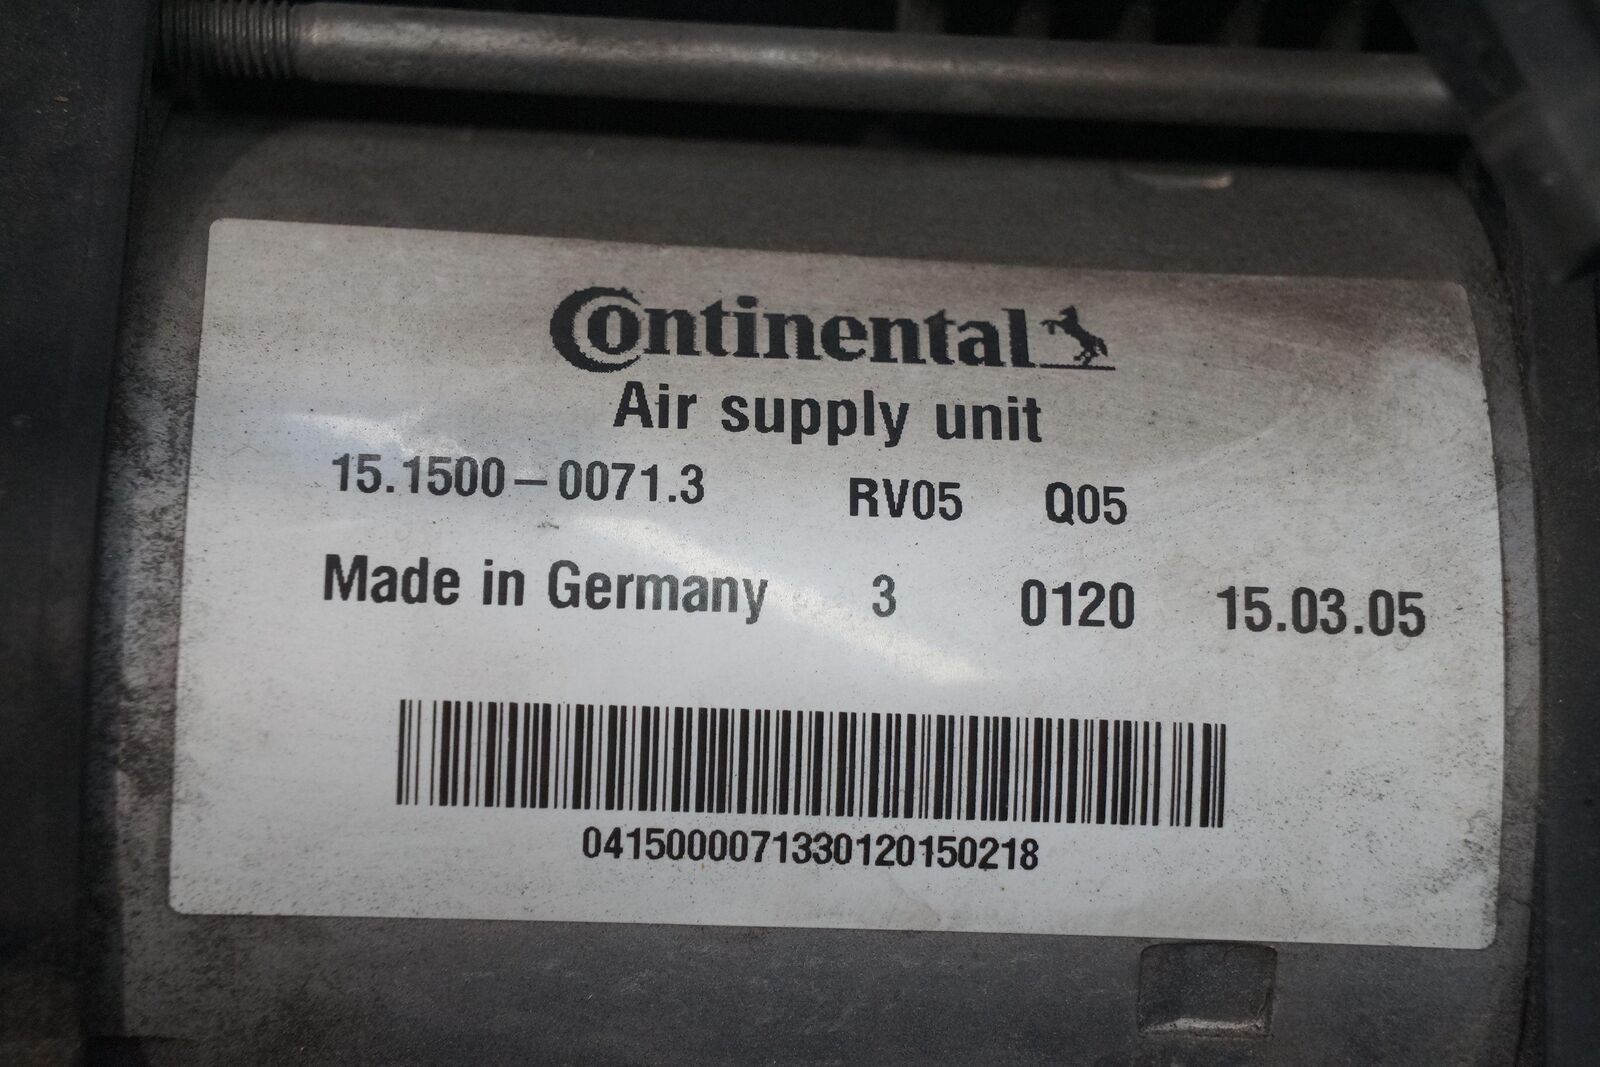 Continental
Air supply unit
15.1500-0071.3 RV05 Q05
Made in Germany 3 0120 15.03.05
0415000071330120150218